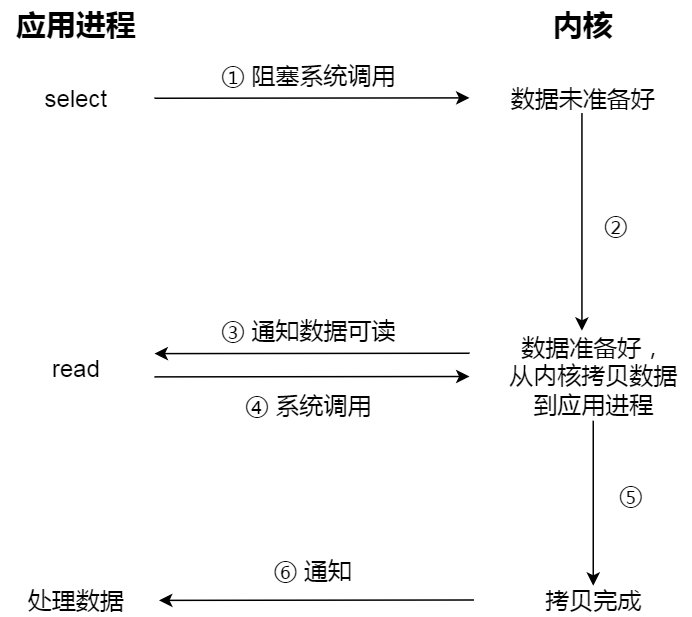 应用进程
内核
① 阻塞系统调用
select
数据未准备好
②
③ 通知数据可读
read
数据准备好，
从内核拷贝数据
到应用进程
④ 系统调用
⑤
⑥ 通知
处理数据
拷贝完成